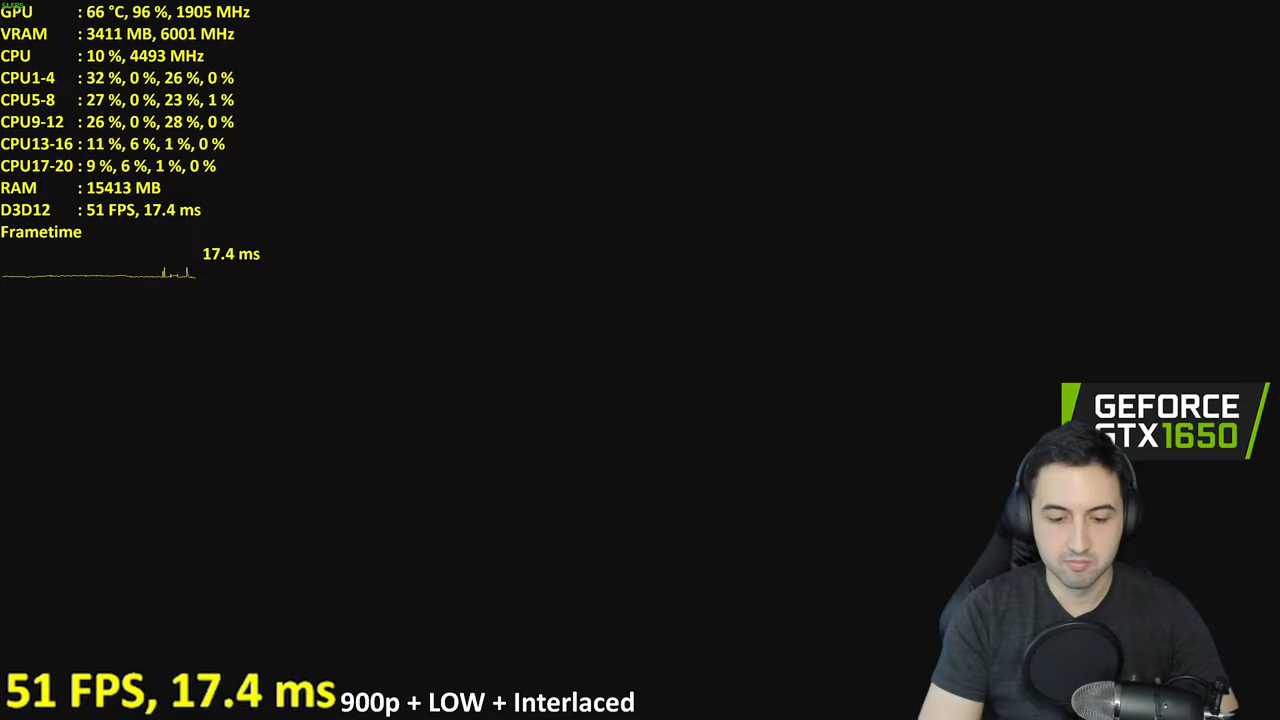 GPU : 66 °C, 96 %, 1905 MHz
VRAM : 3411 MB, 6001 MHz
CPU : 10 %, 4493 MHz
CPU1-4 : 32 %, 0 %, 26 %, 0 %
CPU5-8 : 27 %, 0 %, 23 %, 1 %
CPU9-12 : 26 %, 0 %, 28 %, 0 %
CPU13-16 : 11 %, 6 %, 1 %, 0 %
CPU17-20 : 9 %, 6 %, 1 %, 0 %
RAM : 15413 MB
D3D12 : 51 FPS, 17.4 ms
Frametime
17.4 ms
GEFORCE
GTX1650
51 FPS, 17.4 ms
900p + LOW + Interlaced